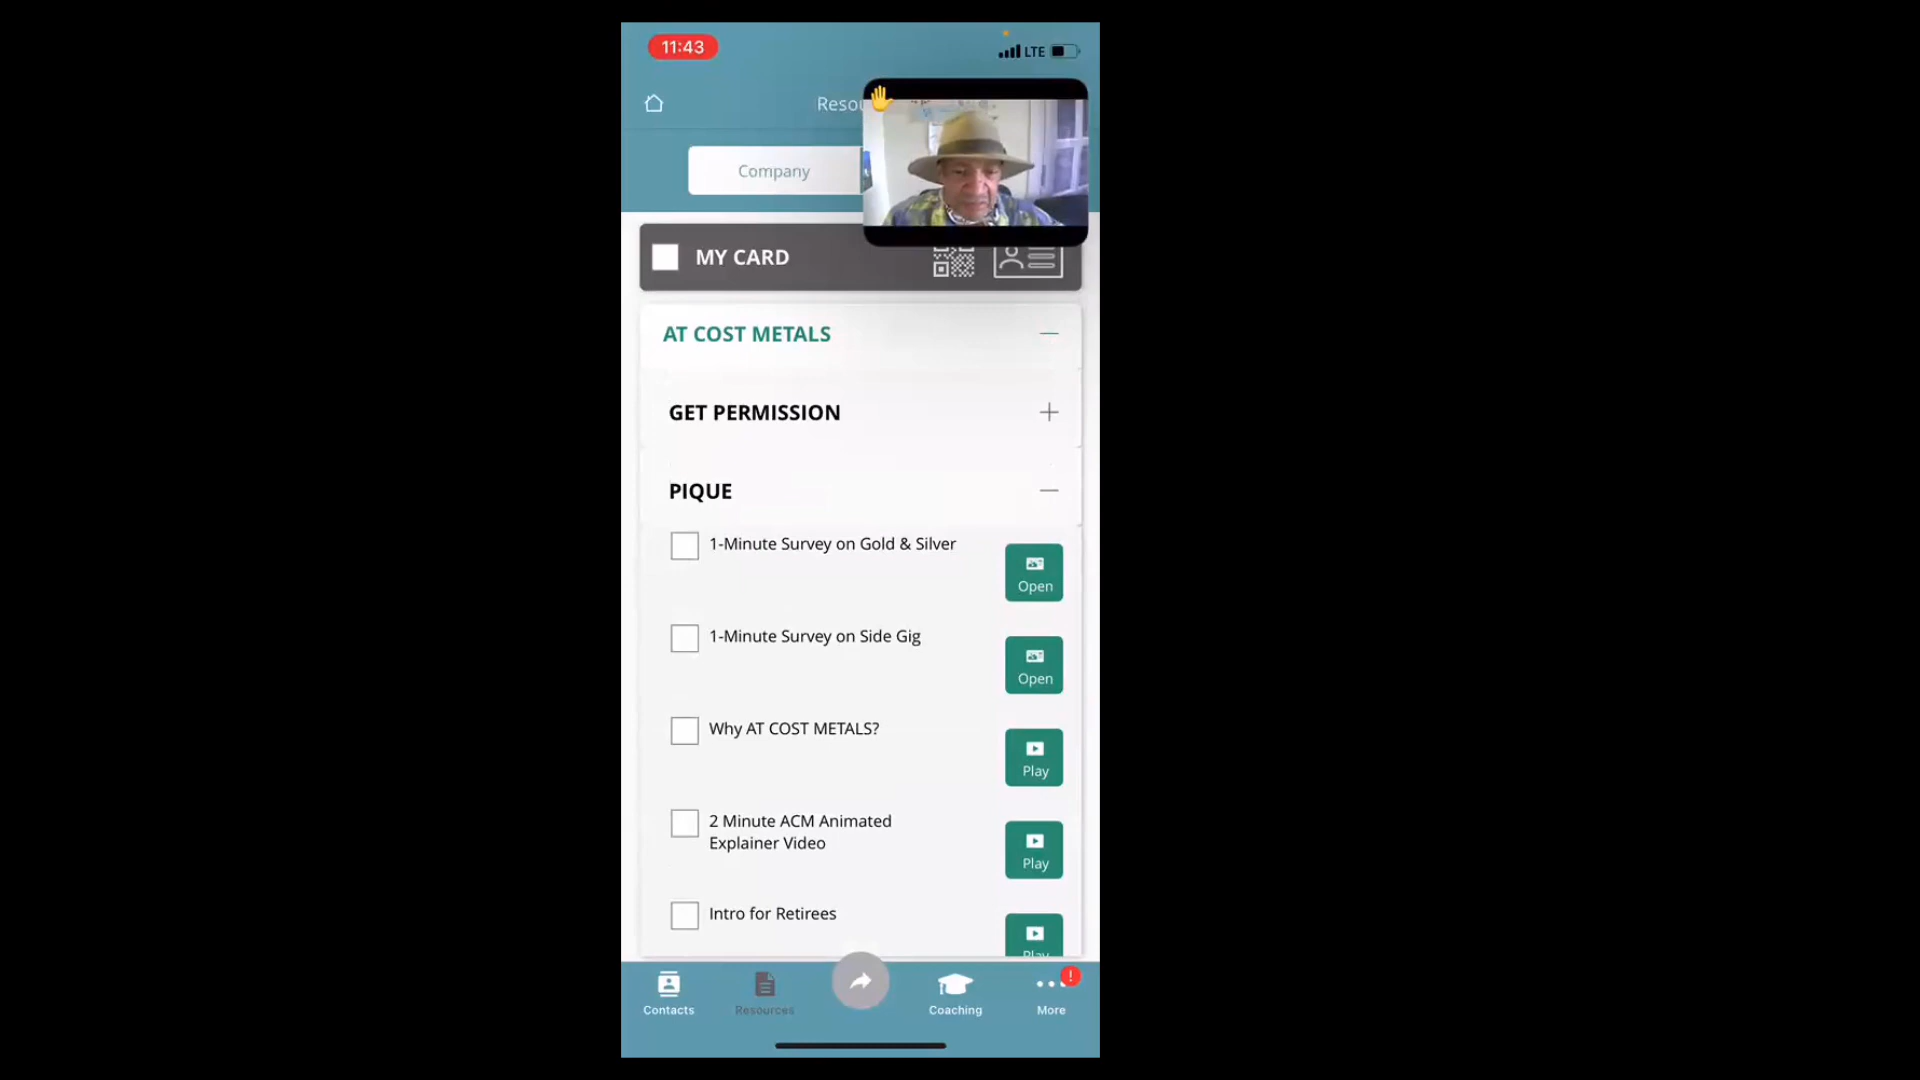 11:43
LTE
Resou
Company
MY CARD
AT COST METALS
GET PERMISSION
PIQUE
1-Minute Survey on Gold & Silver
Open
1-Minute Survey on Side Gig
Open
Why AT COST METALS?
Play
2 Minute ACM Animated
Explainer Video
Play
Intro for Retirees
Play
Contacts
Resources
Coaching
More